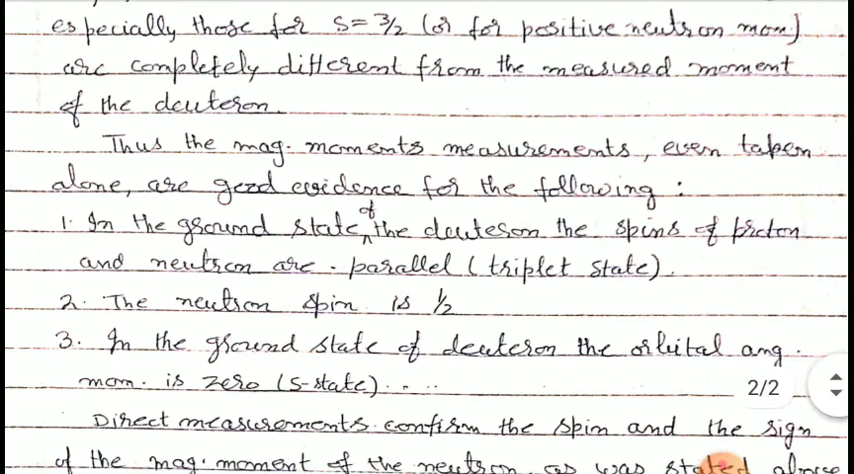 especially those for S = 3/2 (or for positive neutron mom)
are completely different from the measured moment
of the deuteron.
Thus the mag. moments measurements, even taken
alone, are good evidence for the following :
1. In the ground state of the deuteron the spins of proton
and neutron are parallel (triplet state).
2. The neutron spin is 1/2
3. In the ground state of deuteron the orbital ang.
mom. is zero (S-state)....
2/2
Direct measurements confirm the spin and the sign
of the mag. moment of the neutron, as was stated above